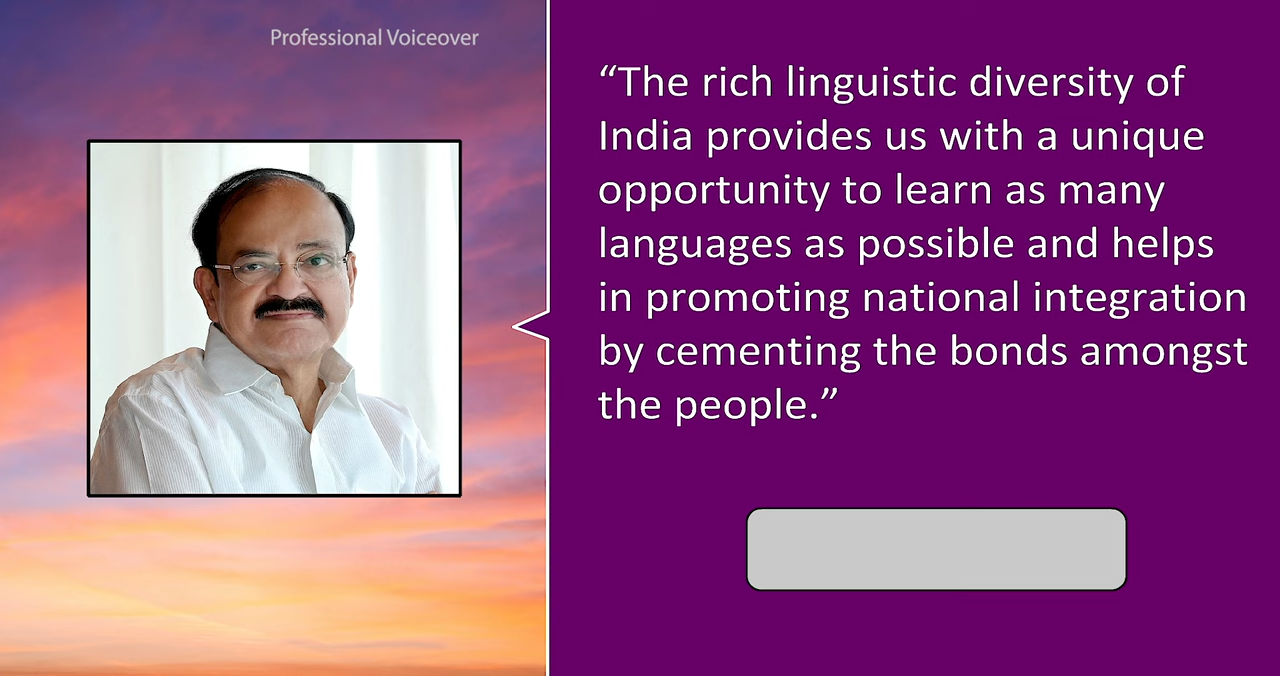 Professional Voiceover
“The rich linguistic diversity of
India provides us with a unique
opportunity to learn as many
languages as possible and helps
in promoting national integration
by cementing the bonds amongst
the people.”